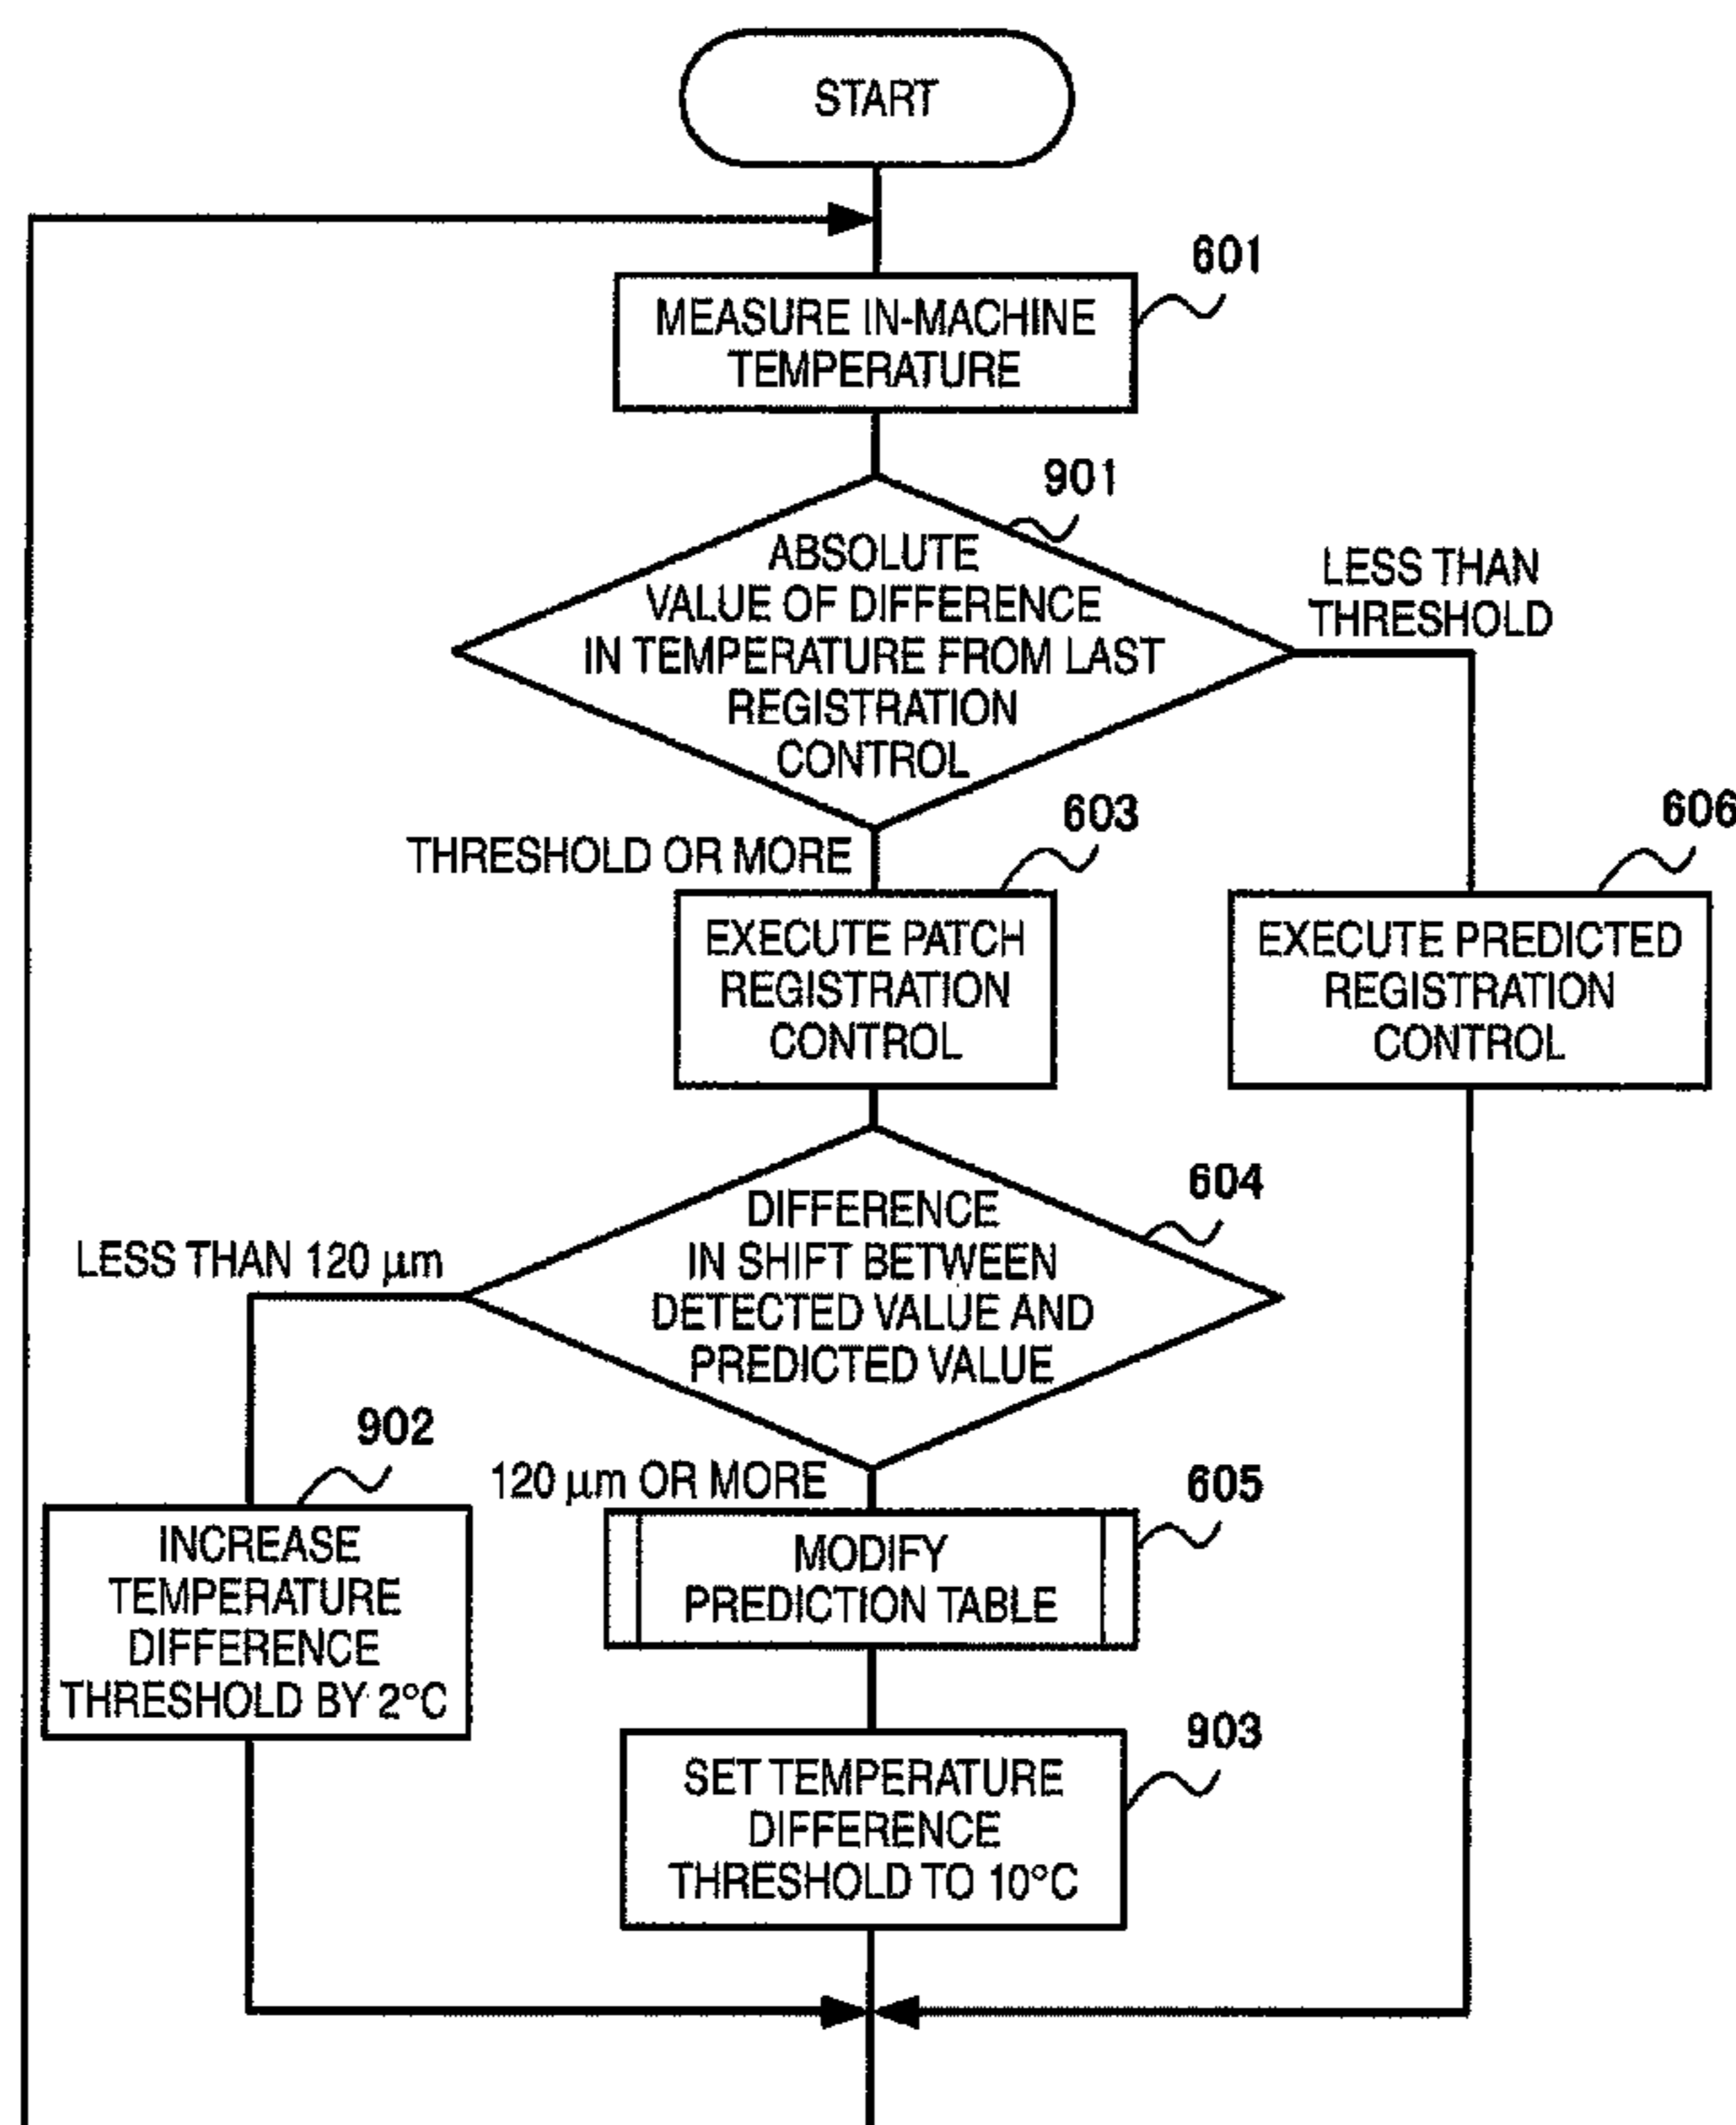 START
601
MEASURE IN-MACHINE
TEMPERATURE
901
ABSOLUTE
VALUE OF DIFFERENCE
IN TEMPERATURE FROM LAST
REGISTRATION
CONTROL
LESS THAN
THRESHOLD
THRESHOLD OR MORE
603
606
EXECUTE PATCH
REGISTRATION
CONTROL
EXECUTE PREDICTED
REGISTRATION
CONTROL
604
DIFFERENCE
IN SHIFT BETWEEN
DETECTED VALUE AND
PREDICTED VALUE
LESS THAN 120 μm
902
120 μm OR MORE
605
INCREASE
TEMPERATURE
DIFFERENCE
THRESHOLD BY 2°C
MODIFY
PREDICTION TABLE
903
SET TEMPERATURE
DIFFERENCE
THRESHOLD TO 10°C